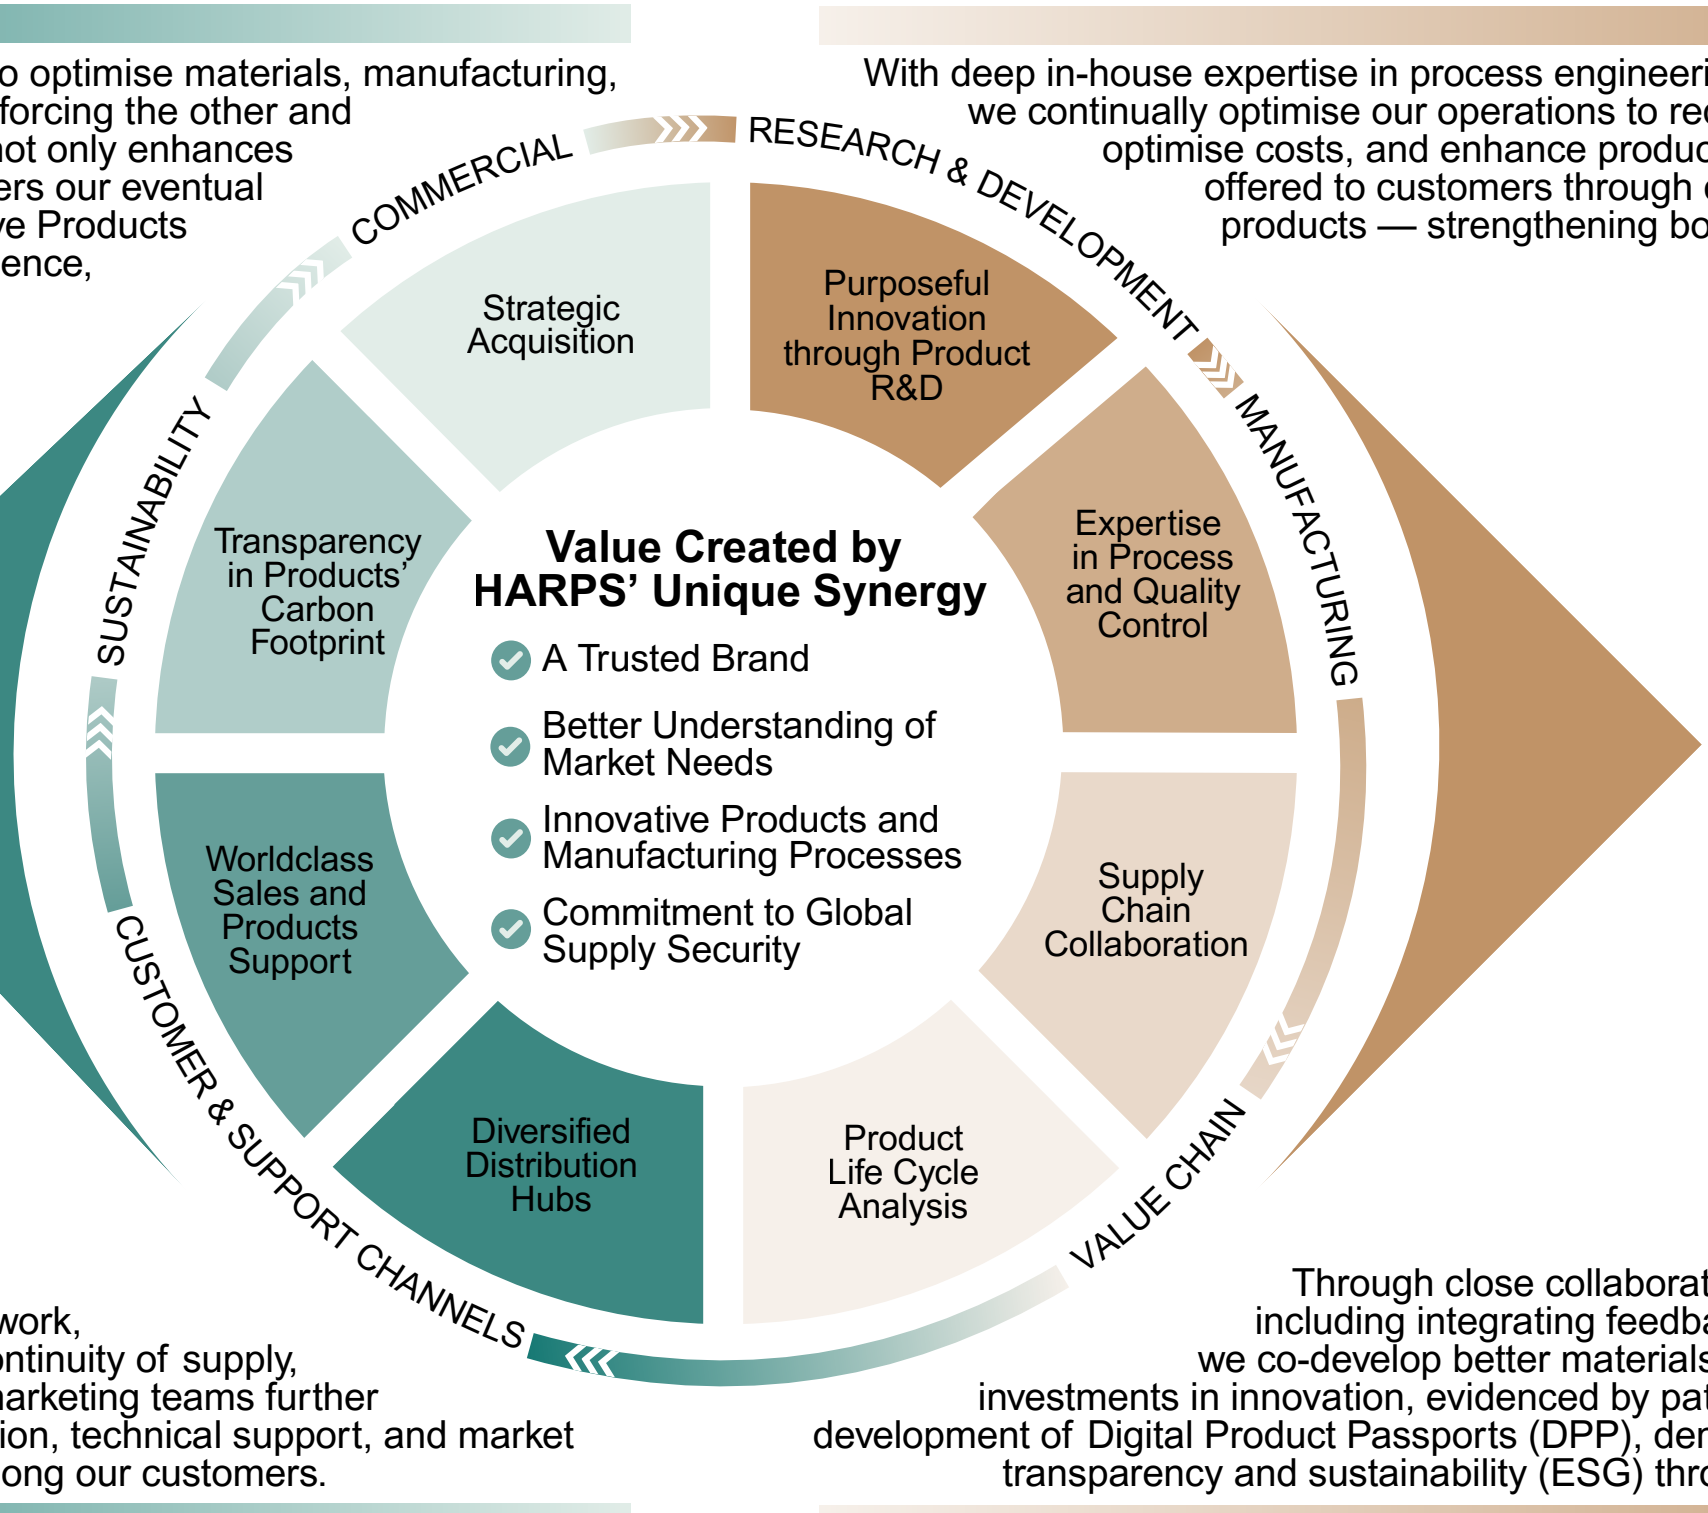 o optimise materials, manufacturing,
forcing the other and
not only enhances
ers our eventual
ve Products
ence,
With deep in-house expertise in process engineeri
we continually optimise our operations to red
optimise costs, and enhance produc
offered to customers through
products — strengthening bo
COMMERCIAL
RESEARCH & DEVELOPMENT
MANUFACTURING
VALUE CHAIN
CUSTOMER & SUPPORT CHANNELS
SUSTAINABILITY
Strategic
Acquisition
Purposeful
Innovation
through Product
R&D
Expertise
in Process
and Quality
Control
Supply
Chain
Collaboration
Product
Life Cycle
Analysis
Diversified
Distribution
Hubs
Worldclass
Sales and
Products
Support
Transparency
in Products’
Carbon
Footprint
Value Created by
HARPS’ Unique Synergy
A Trusted Brand
Better Understanding of
Market Needs
Innovative Products and
Manufacturing Processes
Commitment to Global
Supply Security
work,
ontinuity of supply,
marketing teams further
ion, technical support, and market
ong our customers.
Through close collaborat
including integrating feedba
we co-develop better materials
investments in innovation, evidenced by pat
development of Digital Product Passports (DPP), der
transparency and sustainability (ESG) thro